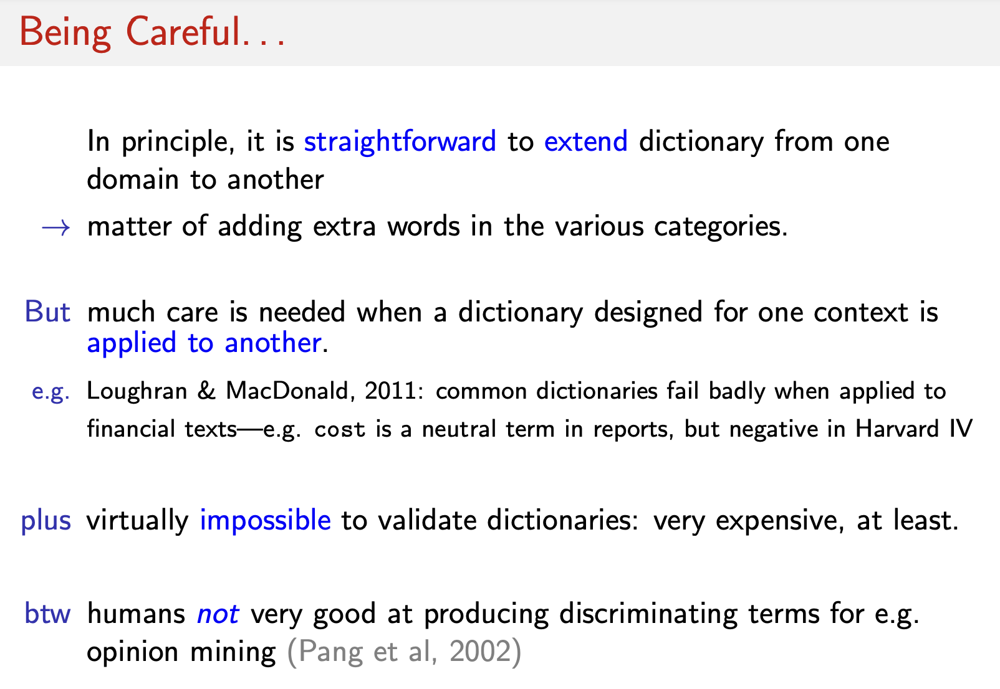 Being Careful. . .
In principle, it is straightforward to extend dictionary from one
domain to another
→ matter of adding extra words in the various categories.
But much care is needed when a dictionary designed for one context is
applied to another.
e.g. Loughran & MacDonald, 2011: common dictionaries fail badly when applied to
financial texts—e.g. cost is a neutral term in reports, but negative in Harvard IV
plus virtually impossible to validate dictionaries: very expensive, at least.
btw humans not very good at producing discriminating terms for e.g.
opinion mining (Pang et al, 2002)